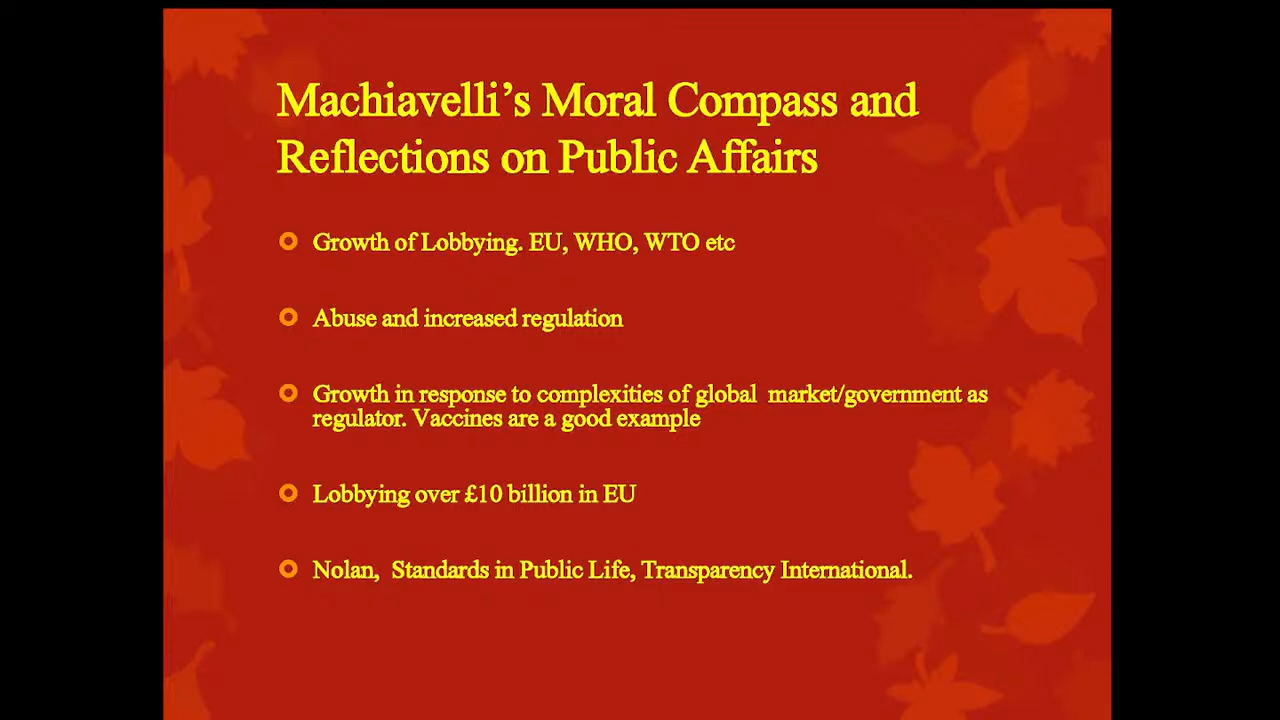 Machiavelli’s Moral Compass and
Reflections on Public Affairs
Growth of Lobbying. EU, WHO, WTO etc
Abuse and increased regulation
Growth in response to complexities of global  market/government as
regulator. Vaccines are a good example
Lobbying over £10 billion in EU
Nolan,  Standards in Public Life, Transparency International.